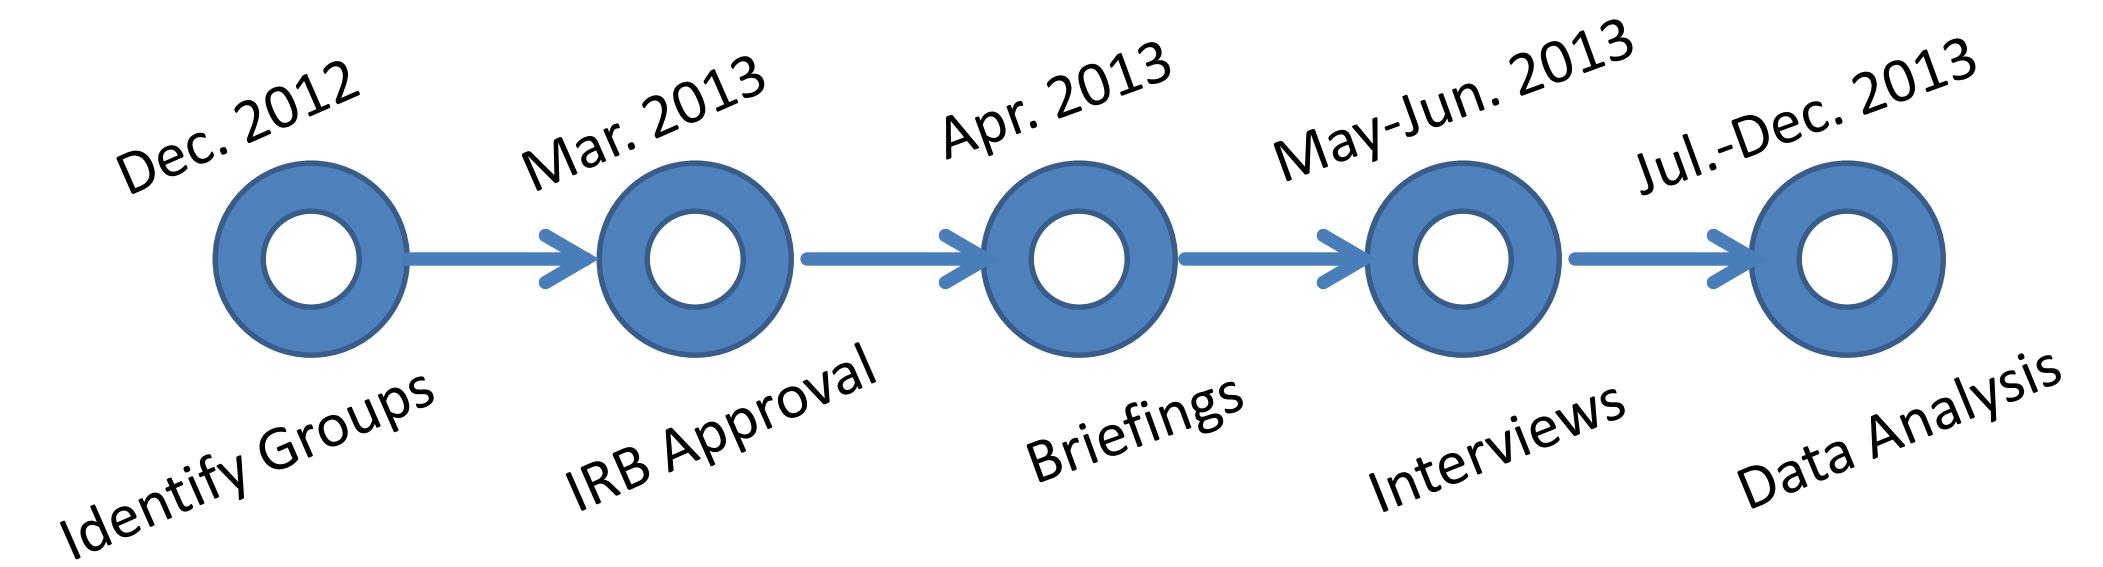 Dec. 2012
Mar. 2013
Apr. 2013
May-Jun. 2013
Jul.-Dec. 2013
Identify Groups
IRB Approval
Briefings
Interviews
Data Analysis